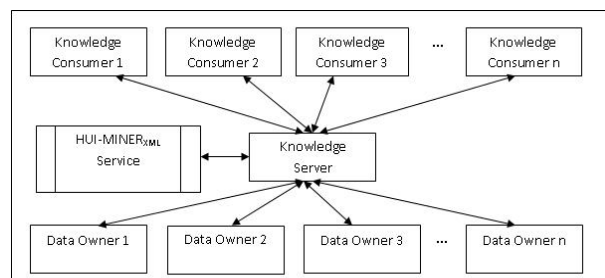 Knowledge
Consumer 1
Knowledge
Consumer 2
Knowledge
Consumer 3
...
Knowledge
Consumer n
HUI-MINERXML
Service
Knowledge
Server
Data Owner 1
Data Owner 2
Data Owner 3
...
Data Owner n